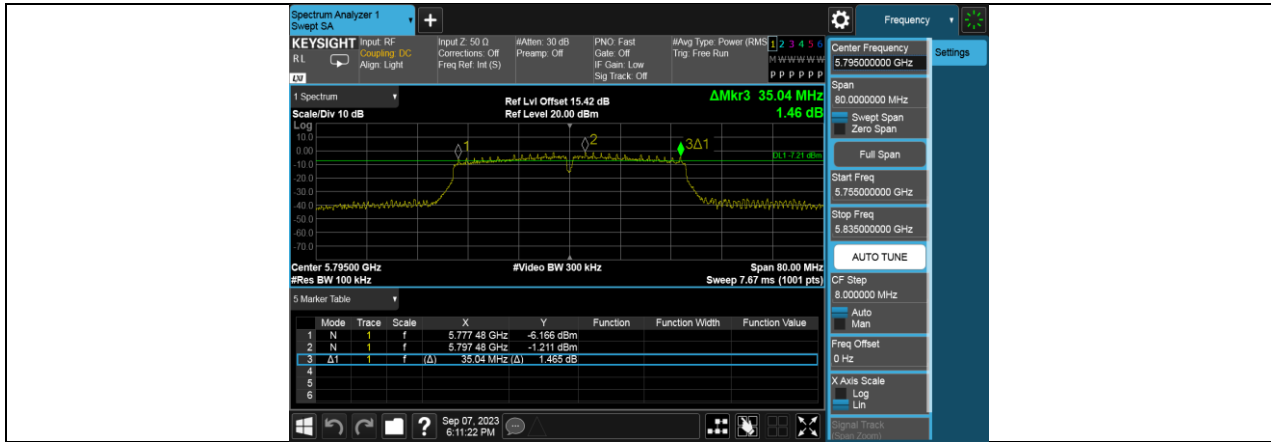 Spectrum Analyzer 1
Swept SA
+
Frequency
KEYSIGHT
RL
LXI
Input: RF
Coupling: DC
Align: Light
Input Z: 50 Ω
Corrections: Off
Freq Ref: Int (S)
#Atten: 30 dB
Preamp: Off
PNO: Fast
Gate: Off
IF Gain: Low
Sig Track: Off
#Avg Type: Power (RMS
Trig: Free Run
1 2 3 4 5 6
M W W W W W
P P P P P P
1 Spectrum
Scale/Div 10 dB
Ref Lvl Offset 15.42 dB
Ref Level 20.00 dBm
ΔMkr3 35.04 MHz
1.46 dB
Log
10.0
0.00
-10.0
-20.0
-30.0
-40.0
-50.0
-60.0
-70.0
1
2
3Δ1
DL1 -7.21 dBm
Center 5.79500 GHz
#Res BW 100 kHz
#Video BW 300 kHz
Span 80.00 MHz
Sweep 7.67 ms (1001 pts)
5 Marker Table
Mode Trace Scale X Y Function Function Width Function Value
1 N 1 f 5.777 48 GHz -6.166 dBm
2 N 1 f 5.797 48 GHz -1.211 dBm
3 Δ1 1 f (Δ) 35.04 MHz (Δ) 1.465 dB
4
5
6
?
Sep 07, 2023
6:11:22 PM
Center Frequency
5.795000000 GHz
Settings
Span
80.0000000 MHz
Swept Span
Zero Span
Full Span
Start Freq
5.755000000 GHz
Stop Freq
5.835000000 GHz
AUTO TUNE
CF Step
8.000000 MHz
Auto
Man
Freq Offset
0 Hz
X Axis Scale
Log
Lin
Signal Track
(Span Zoom)